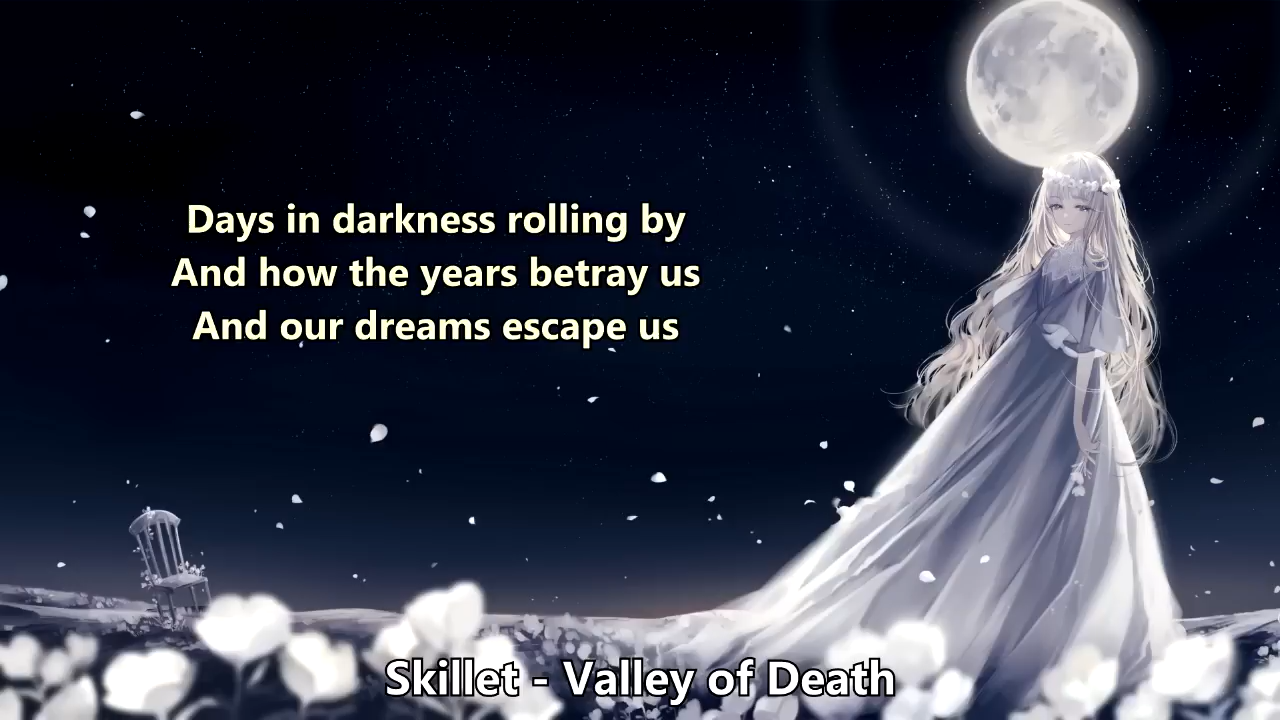 Days in darkness rolling by
And how the years betray us
And our dreams escape us
Skillet - Valley of Death